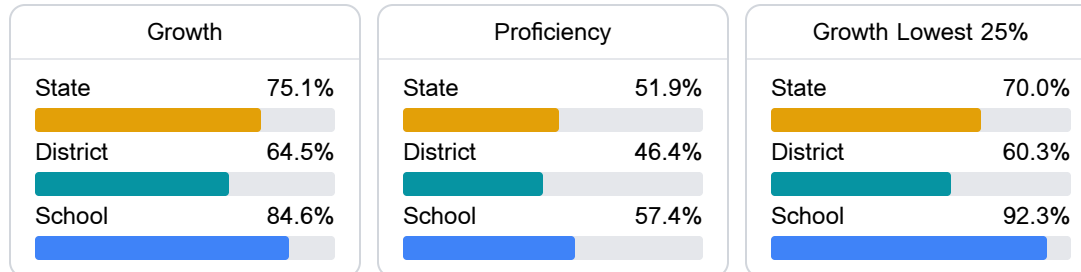 Growth
State 75.1%
District 64.5%
School 84.6%
Proficiency
State 51.9%
District 46.4%
School 57.4%
Growth Lowest 25%
State 70.0%
District 60.3%
School 92.3%